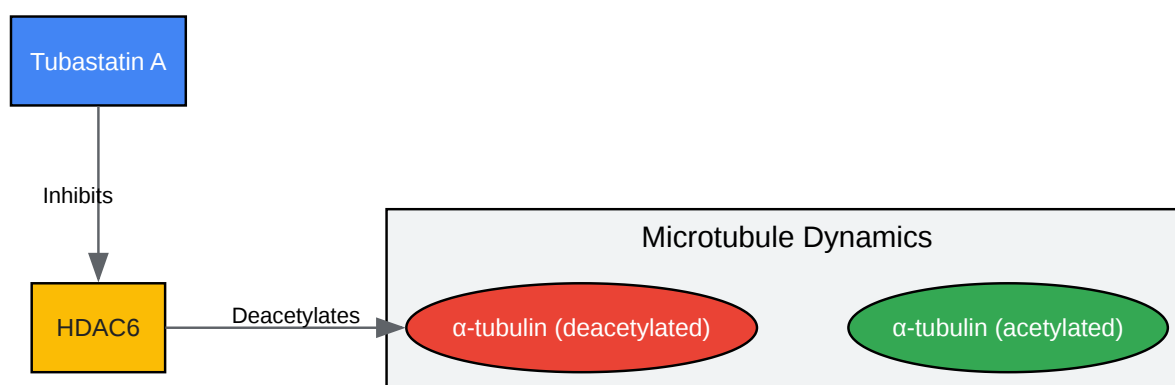 Tubastatin A
Inhibits
Microtubule Dynamics
HDAC6
Deacetylates
α-tubulin (deacetylated)
α-tubulin (acetylated)